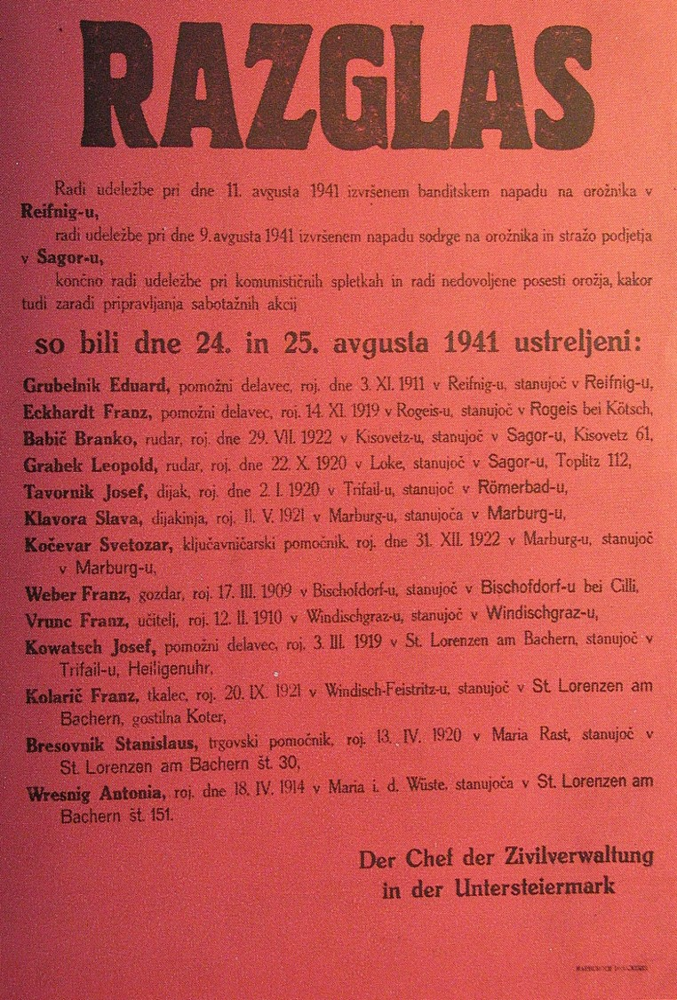 RAZGLAS
Radi udeležbe pri dne 11. avgusta 1941 izvršenem banditskem napadu na orožnika v
Reifnig-u,
radi udeležbe pri dne 9. avgusta 1941 izvršenem napadu sodrge na orožnika in stražo podjetja
v Sagor-u,
končno radi udeležbe pri komunističnih spletkah in radi nedovoljene posesti orožja, kakor
tudi zaradi pripravljanja sabotažnih akcij
so bili dne 24. in 25. avgusta 1941 ustreljeni:
Grubelnik Eduard, pomožni delavec, roj. dne 3. XI. 1911 v Reifnig-u, stanujoč v Reifnig-u,
Eckhardt Franz, pomožni delavec, roj. 14. XI. 1919 v Rogeis-u, stanujoč v Rogeis bei Kötsch,
Babič Branko, rudar, roj. dne 29. VII. 1922 v Kisovetz-u, stanujoč v Sagor-u, Kisovetz 61,
Grahek Leopold, rudar, roj. dne 22. X. 1920 v Loke, stanujoč v Sagor-u, Toplitz 112,
Tavornik Josef, dijak, roj. dne 2. I. 1920 v Trifail-u, stanujoč v Römerbad-u,
Klavora Slava, dijakinja, roj. 11. V. 1921 v Marburg-u, stanujoča v Marburg-u,
Kočevar Svetozar, ključavničarski pomočnik, roj. dne 31. XII. 1922 v Marburg-u, stanujoč
v Marburg-u,
Weber Franz, gozdar, roj. 17. III. 1909 v Bischofdorf-u, stanujoč v Bischofdorf-u bei Cilli,
Vrunc Franz, učitelj, roj. 12. II. 1910 v Windischgraz-u, stanujoč v Windischgraz-u,
Kowatsch Josef, pomožni delavec, roj. 3. III. 1919 v St. Lorenzen am Bachern, stanujoč v
Trifail-u, Heiligenuhr,
Kolarič Franz, tkalec, roj. 20. IX. 1921 v Windisch-Feistritz-u, stanujoč v St. Lorenzen am
Bachern, gostilna Koter,
Bresovnik Stanislaus, trgovski pomočnik, roj. 13. IV. 1920 v Maria Rast, stanujoč v
St. Lorenzen am Bachern št. 30,
Wresnig Antonia, roj. dne 18. IV. 1914 v Maria i. d. Wüste, stanujoča v St. Lorenzen am
Bachern št. 151.
Der Chef der Zivilverwaltung
in der Untersteiermark